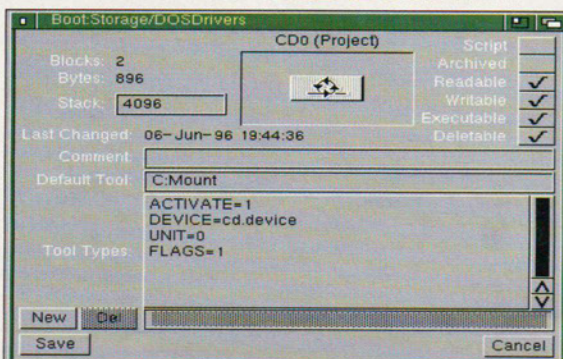 Boot:Storage/DOSDrivers
CD0 (Project)
Blocks: 2
Bytes: 896
Stack: 4096
Script
Archived
Readable
Writable
Executable
Deletable
Last Changed: 06-Jun-96 19:44:36
Comment:
Default Tool: C:Mount
Tool Types:
ACTIVATE=1
DEVICE=cd.device
UNIT=0
FLAGS=1
New
Del
Save
Cancel